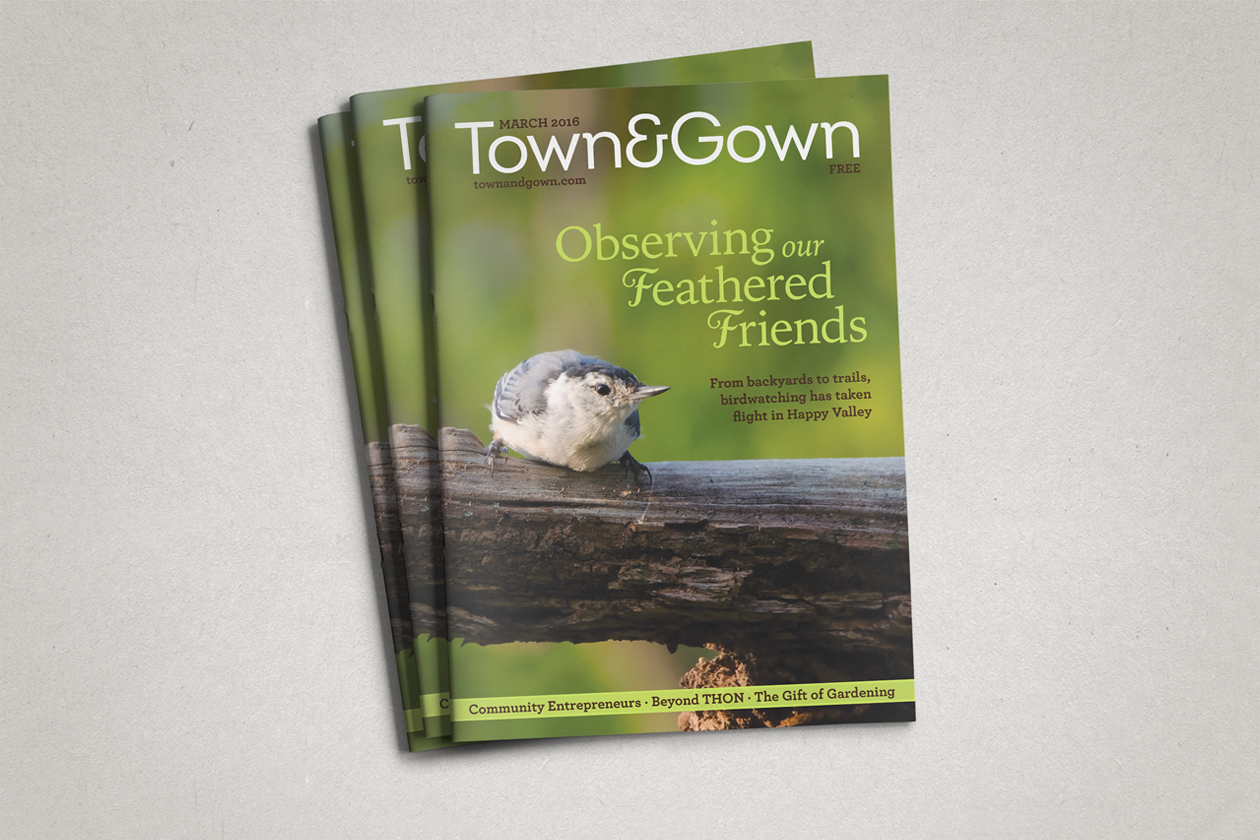 MARCH 2016
Town&Gown
townandgown.com
FREE
Observing our
Feathered
Friends
From backyards to trails,
birdwatching has taken
flight in Happy Valley
Community Entrepreneurs · Beyond THON · The Gift of Gardening